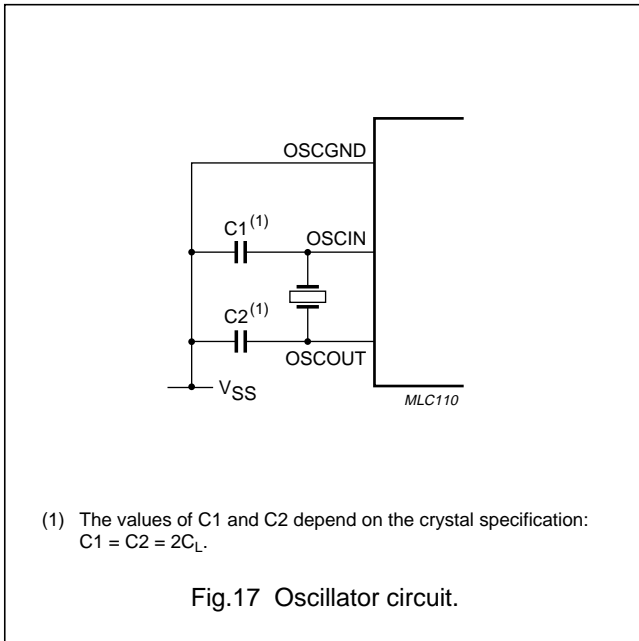 OSCGND
C1(1)
OSCIN
C2(1)
OSCOUT
VSS
MLC110
(1) The values of C1 and C2 depend on the crystal specification:
C1 = C2 = 2CL.
Fig.17 Oscillator circuit.